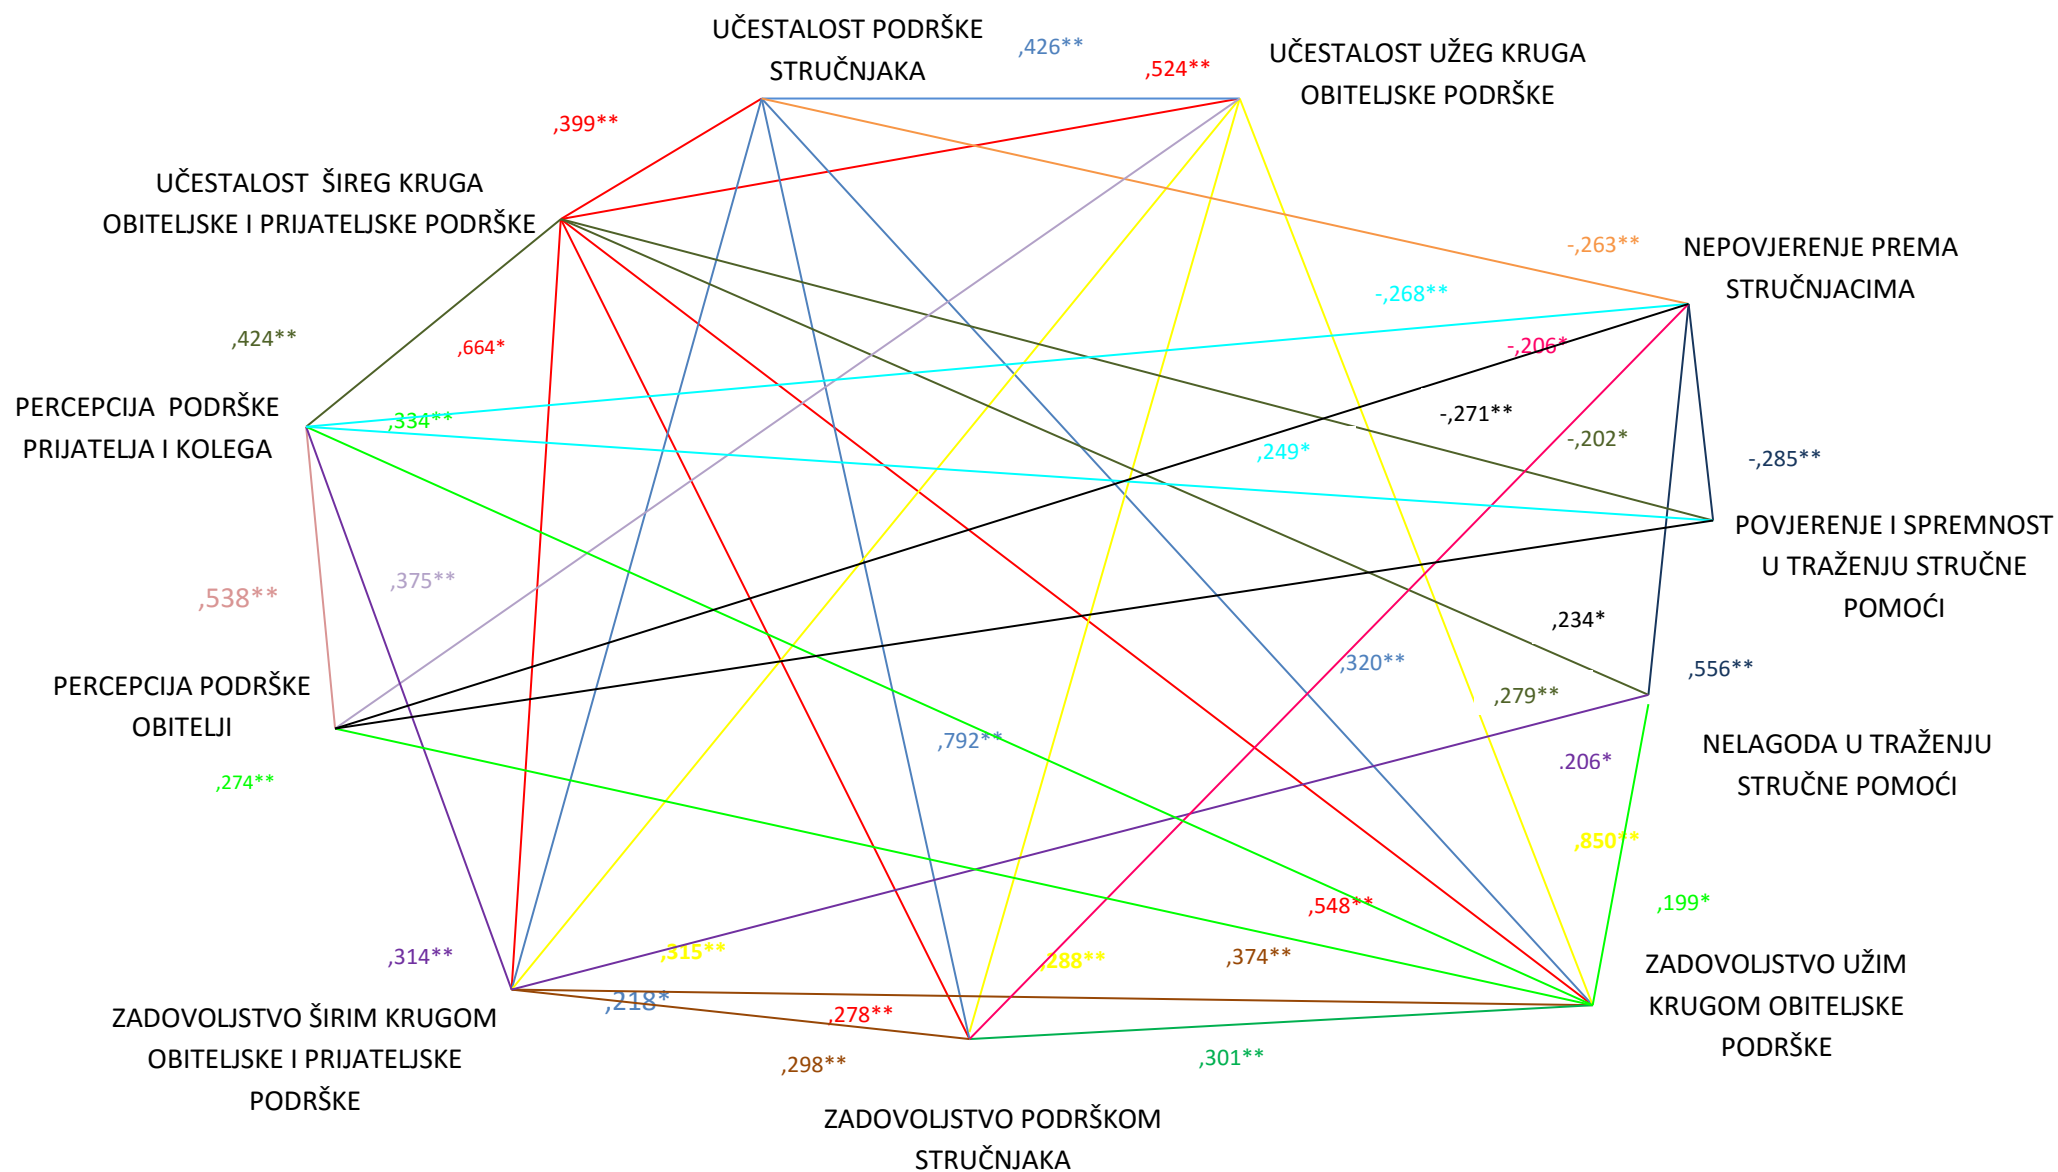 UČESTALOST PODRŠKE
STRUČNJAKA
,426**
,524**
UČESTALOST UŽEG KRUGA
OBITELJSKE PODRŠKE
,399**
UČESTALOST  ŠIREG KRUGA
OBITELJSKE I PRIJATELJSKE PODRŠKE
-,263**
NEPOVJERENJE PREMA
STRUČNJACIMA
-,268**
,424**
,664*
-,206*
PERCEPCIJA  PODRŠKE
PRIJATELJA I KOLEGA
,334**
-,271**
-,202*
,249*
-,285**
POVJERENJE I SPREMNOST
U TRAŽENJU STRUČNE
POMOĆI
,538**
,375**
,234*
,320**
,556**
,279**
PERCEPCIJA PODRŠKE
OBITELJI
,792**
,274**
.206*
NELAGODA U TRAŽENJU
STRUČNE POMOĆI
,850**
,548**
,199*
,314**
,315**
,288**
,374**
ZADOVOLJSTVO UŽIM
KRUGOM OBITELJSKE
PODRŠKE
,218*
,278**
ZADOVOLJSTVO ŠIRIM KRUGOM
OBITELJSKE I PRIJATELJSKE
PODRŠKE
,298**
,301**
ZADOVOLJSTVO PODRŠKOM
STRUČNJAKA